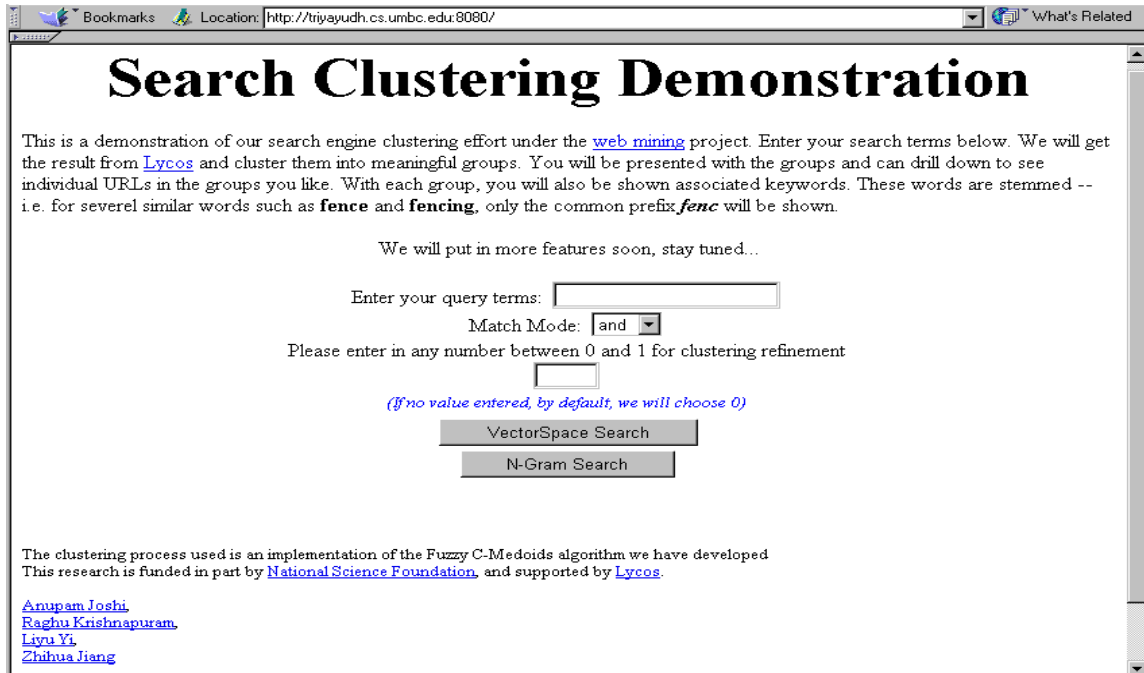 Bookmarks Location: http://triyayudh.cs.umbc.edu:8080/ What's Related
Search Clustering Demonstration
This is a demonstration of our search engine clustering effort under the web mining project. Enter your search terms below. We will get
the result from Lycos and cluster them into meaningful groups. You will be presented with the groups and can drill down to see
individual URLs in the groups you like. With each group, you will also be shown associated keywords. These words are stemmed --
i.e. for severel similar words such as fence and fencing, only the common prefix fenc will be shown.
We will put in more features soon, stay tuned...
Enter your query terms:
Match Mode: and
Please enter in any number between 0 and 1 for clustering refinement
(If no value entered, by default, we will choose 0)
VectorSpace Search
N-Gram Search
The clustering process used is an implementation of the Fuzzy C-Medoids algorithm we have developed
This research is funded in part by National Science Foundation, and supported by Lycos.
Anupam Joshi,
Raghu Krishnapuram,
Liyu Yi,
Zhihua Jiang